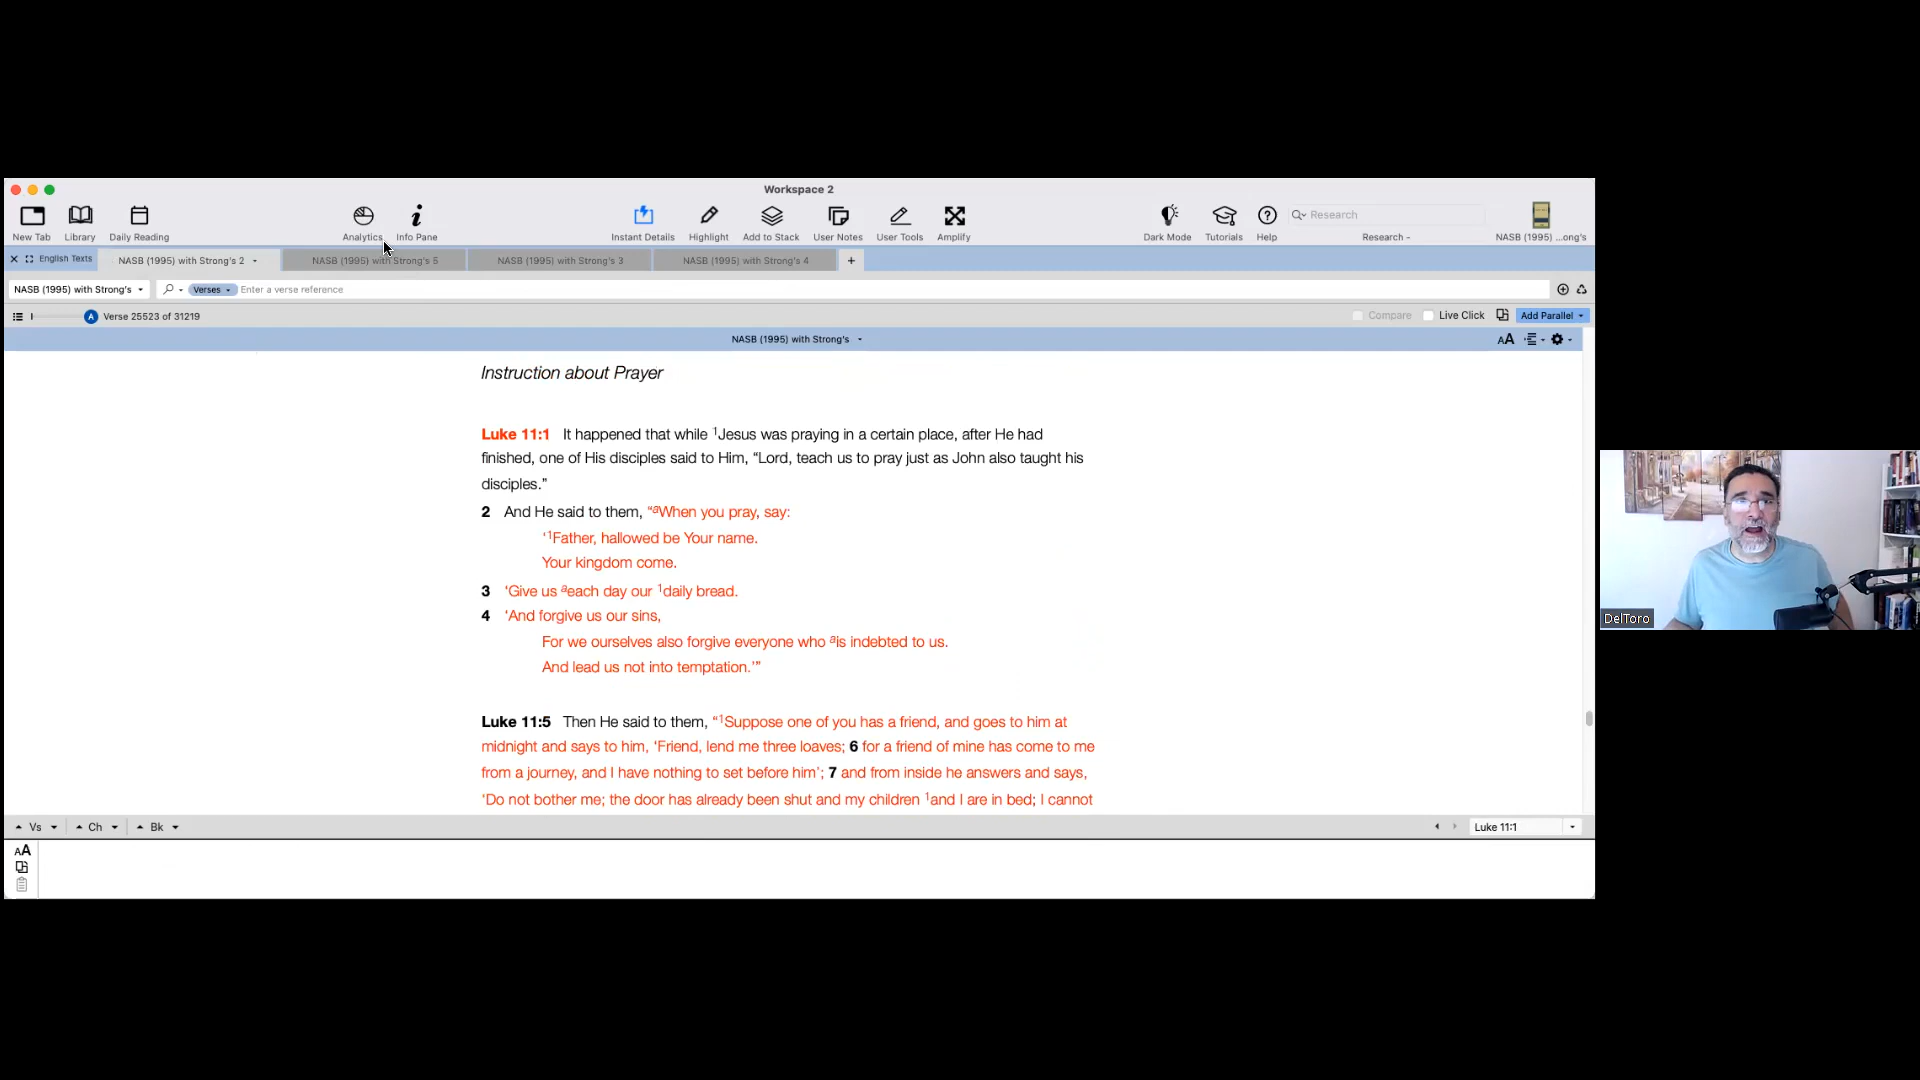 Workspace 2
New Tab
Library
Daily Reading
Analytics
Info Pane
Instant Details
Highlight
Add to Stack
User Notes
User Tools
Amplify
Dark Mode
Tutorials
Help
Research
Research
NASB (1995) ...ong's
English Texts
NASB (1995) with Strong's 2
NASB (1995) with Strong's 5
NASB (1995) with Strong's 3
NASB (1995) with Strong's 4
+
NASB (1995) with Strong's
Verses
Enter a verse reference
A Verse 25523 of 31219
Compare
Live Click
Add Parallel
NASB (1995) with Strong's
AA
Instruction about Prayer
Luke 11:1 It happened that while ¹Jesus was praying in a certain place, after He had
finished, one of His disciples said to Him, “Lord, teach us to pray just as John also taught his
disciples.”
2 And He said to them, “ᵃWhen you pray, say:
‘¹Father, hallowed be Your name.
Your kingdom come.
3 ‘Give us ᵃeach day our ¹daily bread.
4 ‘And forgive us our sins,
For we ourselves also forgive everyone who ᵃis indebted to us.
And lead us not into temptation.’”
Luke 11:5 Then He said to them, “¹Suppose one of you has a friend, and goes to him at
midnight and says to him, ‘Friend, lend me three loaves; 6 for a friend of mine has come to me
from a journey, and I have nothing to set before him’; 7 and from inside he answers and says,
‘Do not bother me; the door has already been shut and my children ¹and I are in bed; I cannot
Vs
Ch
Bk
Luke 11:1
AA
DelToro